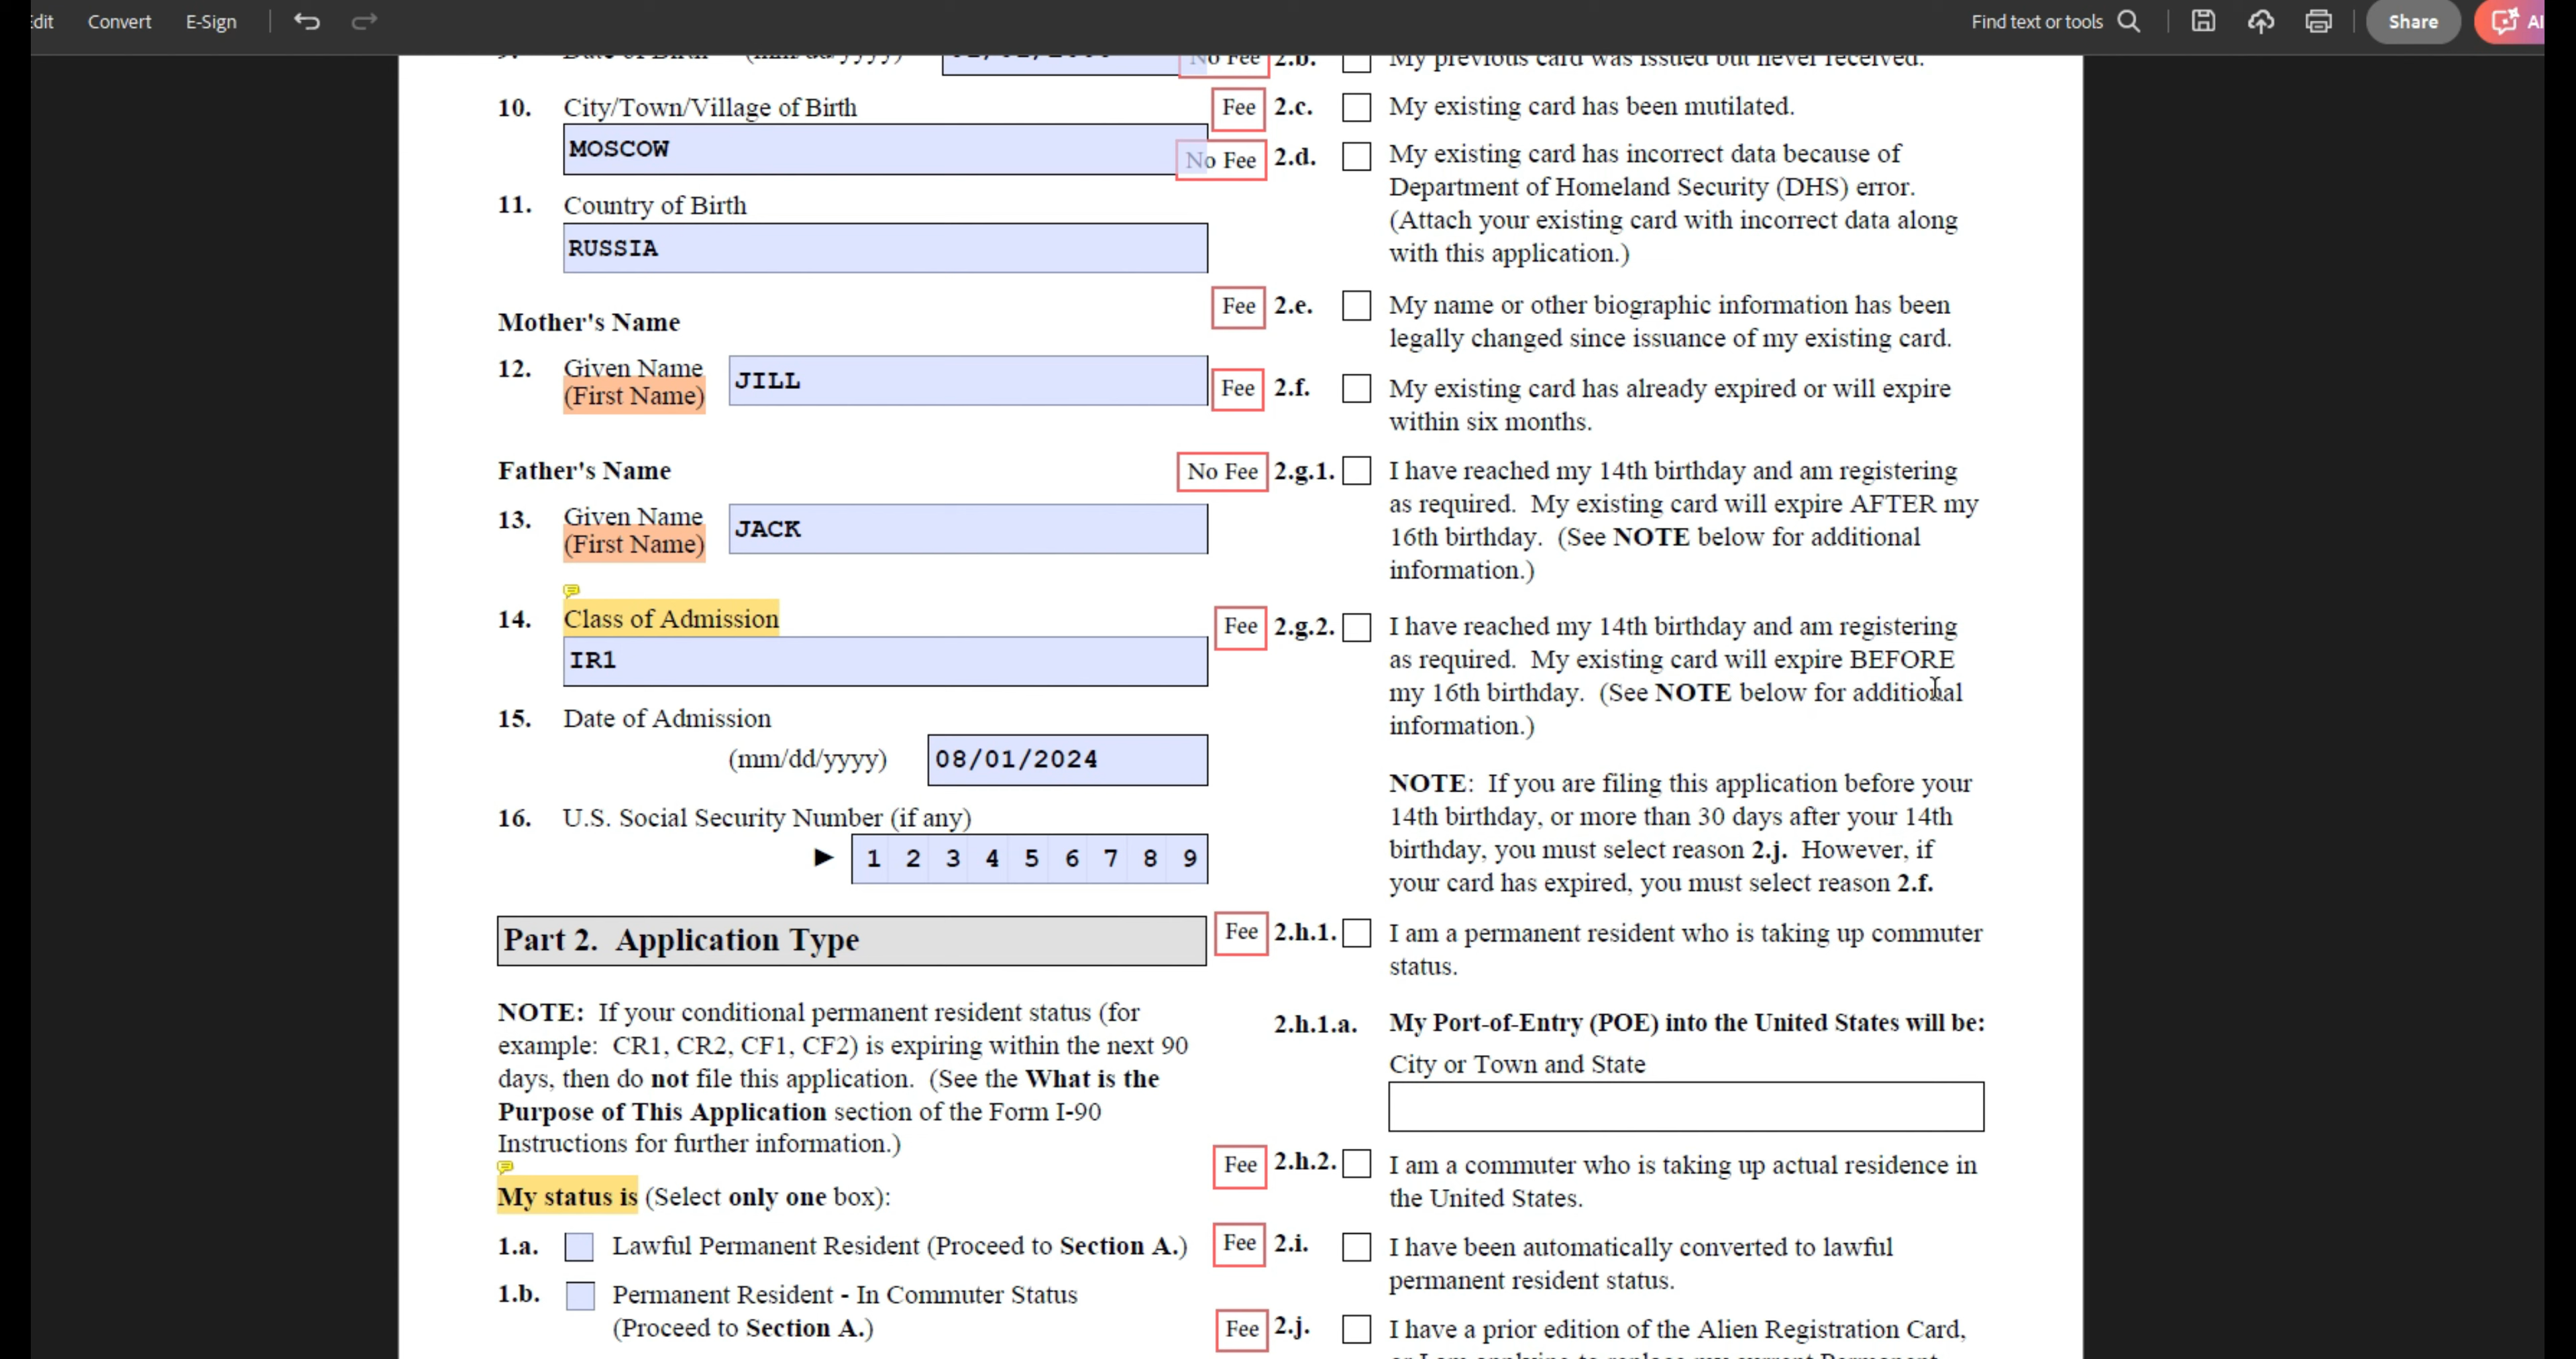 Edit Convert E-Sign Find text or tools Share AI
9. Date of Birth (mm/dd/yyyy)
10. City/Town/Village of Birth
MOSCOW
11. Country of Birth
RUSSIA
Mother's Name
12. Given Name
(First Name)
JILL
Father's Name
13. Given Name
(First Name)
JACK
14. Class of Admission
IR1
15. Date of Admission
(mm/dd/yyyy) 08/01/2024
16. U.S. Social Security Number (if any)
1 2 3 4 5 6 7 8 9
Part 2. Application Type
NOTE: If your conditional permanent resident status (for
example: CR1, CR2, CF1, CF2) is expiring within the next 90
days, then do not file this application. (See the What is the
Purpose of This Application section of the Form I-90
Instructions for further information.)
My status is (Select only one box):
1.a. Lawful Permanent Resident (Proceed to Section A.)
1.b. Permanent Resident - In Commuter Status
(Proceed to Section A.)
No Fee 2.b. My previous card was issued but never received.
Fee 2.c. My existing card has been mutilated.
No Fee 2.d. My existing card has incorrect data because of
Department of Homeland Security (DHS) error.
(Attach your existing card with incorrect data along
with this application.)
Fee 2.e. My name or other biographic information has been
legally changed since issuance of my existing card.
Fee 2.f. My existing card has already expired or will expire
within six months.
No Fee 2.g.1. I have reached my 14th birthday and am registering
as required. My existing card will expire AFTER my
16th birthday. (See NOTE below for additional
information.)
Fee 2.g.2. I have reached my 14th birthday and am registering
as required. My existing card will expire BEFORE
my 16th birthday. (See NOTE below for additional
information.)
NOTE: If you are filing this application before your
14th birthday, or more than 30 days after your 14th
birthday, you must select reason 2.j. However, if
your card has expired, you must select reason 2.f.
Fee 2.h.1. I am a permanent resident who is taking up commuter
status.
2.h.1.a. My Port-of-Entry (POE) into the United States will be:
City or Town and State
Fee 2.h.2. I am a commuter who is taking up actual residence in
the United States.
Fee 2.i. I have been automatically converted to lawful
permanent resident status.
Fee 2.j. I have a prior edition of the Alien Registration Card,
or I am applying to replace my current Permanent